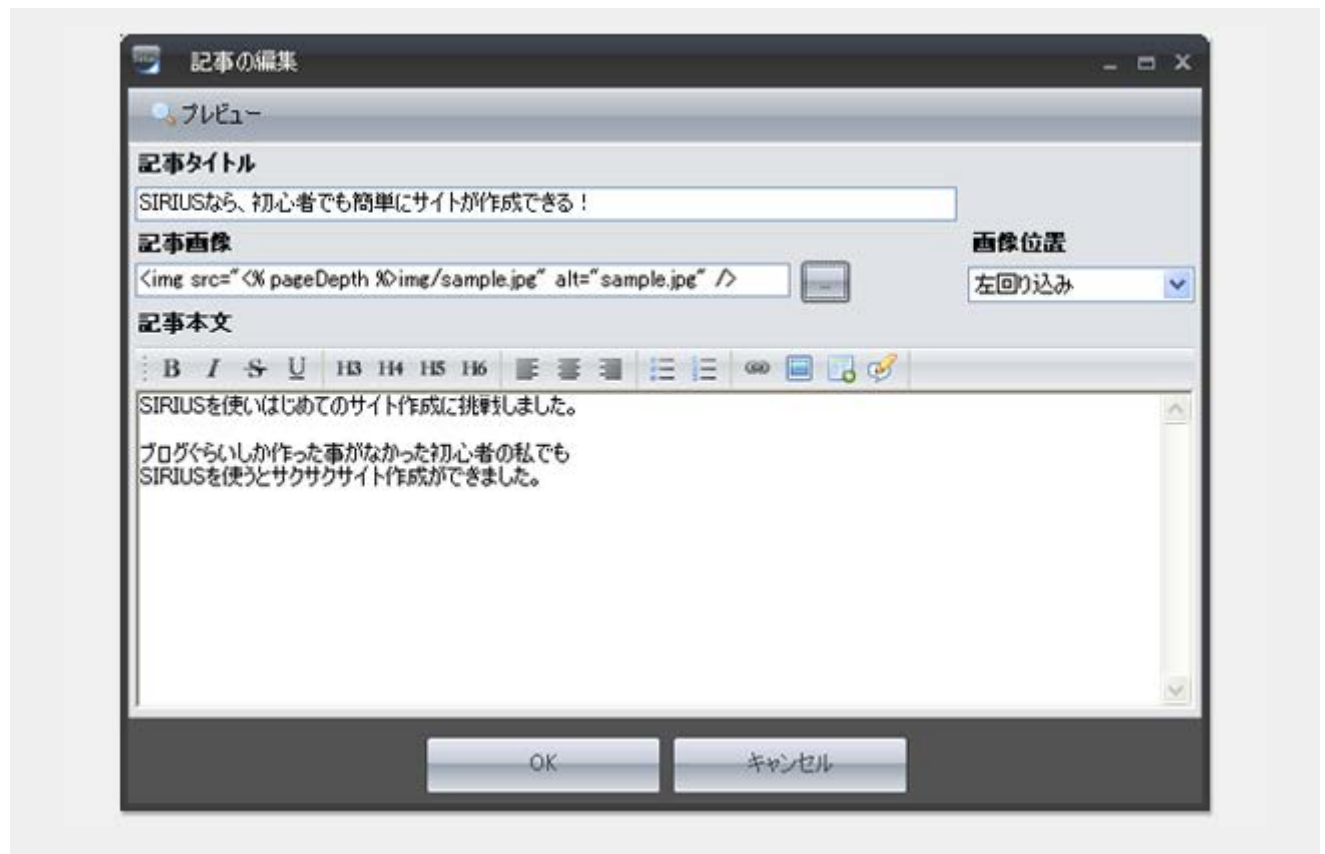 記事の編集
プレビュー
記事タイトル
SIRIUSなら、初心者でも簡単にサイトが作成できる！
記事画像
画像位置
<img src="<% pageDepth %>img/sample.jpg" alt="sample.jpg" />
...
左回り込み
記事本文
B I S U H3 H4 H5 H6
SIRIUSを使いはじめてのサイト作成に挑戦しました。
ブログぐらいしか作った事がなかった初心者の私でも
SIRIUSを使うとサクサクサイト作成ができました。
OK キャンセル